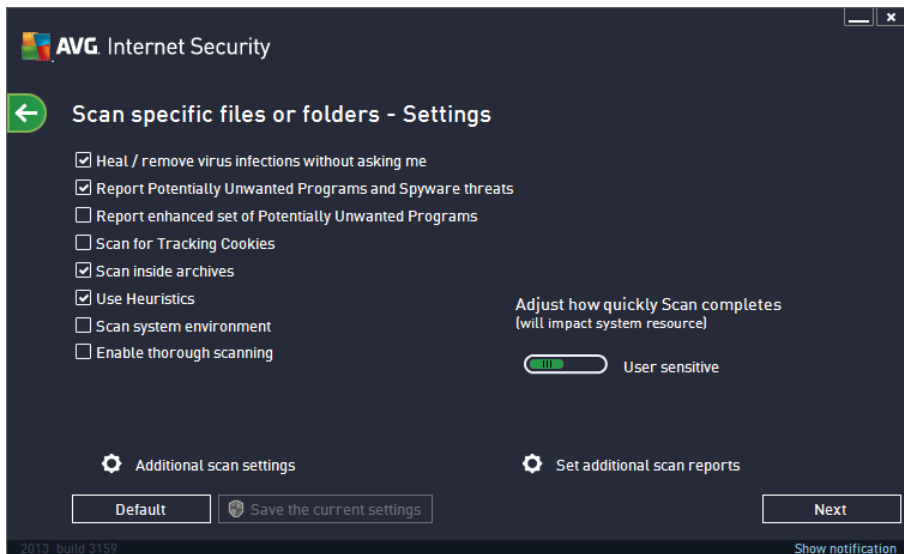 AVG. Internet Security
Scan specific files or folders - Settings
Heal / remove virus infections without asking me
Report Potentially Unwanted Programs and Spyware threats
Report enhanced set of Potentially Unwanted Programs
Scan for Tracking Cookies
Scan inside archives
Use Heuristics
Scan system environment
Enable thorough scanning
Adjust how quickly Scan completes
(will impact system resource)
User sensitive
Additional scan settings
Set additional scan reports
Default
Save the current settings
Next
2013 build 3159
Show notification